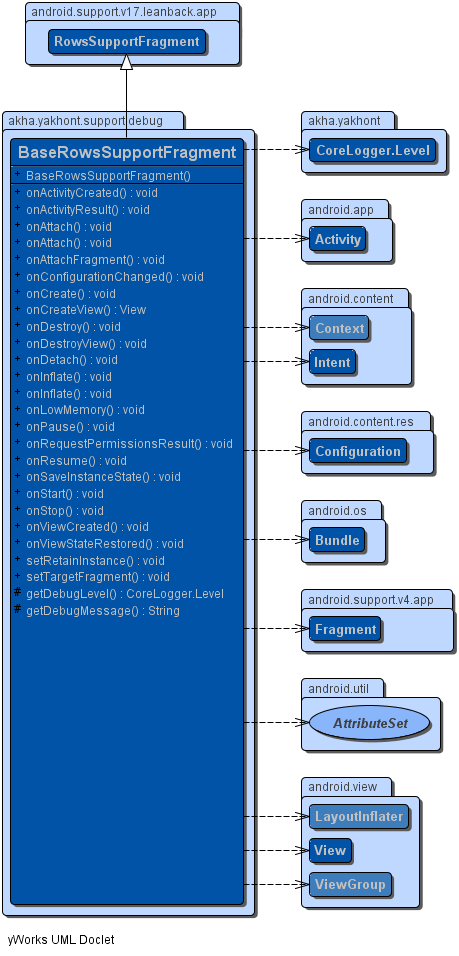 android.support.v17.leanback.app
RowsSupportFragment
akha.yakhont.support.debug
BaseRowsSupportFragment
+ BaseRowsSupportFragment()
+ onActivityCreated() : void
+ onActivityResult() : void
+ onAttach() : void
+ onAttach() : void
+ onAttachFragment() : void
+ onConfigurationChanged() : void
+ onCreate() : void
+ onCreateView() : View
+ onDestroy() : void
+ onDestroyView() : void
+ onDetach() : void
+ onInflate() : void
+ onInflate() : void
+ onLowMemory() : void
+ onPause() : void
+ onRequestPermissionsResult() : void
+ onResume() : void
+ onSaveInstanceState() : void
+ onStart() : void
+ onStop() : void
+ onViewCreated() : void
+ onViewStateRestored() : void
+ setRetainInstance() : void
+ setTargetFragment() : void
# getDebugLevel() : CoreLogger.Level
# getDebugMessage() : String
akha.yakhont
CoreLogger.Level
android.app
Activity
android.content
Context
Intent
android.content.res
Configuration
android.os
Bundle
android.support.v4.app
Fragment
android.util
AttributeSet
android.view
LayoutInflater
View
ViewGroup
yWorks UML Doclet